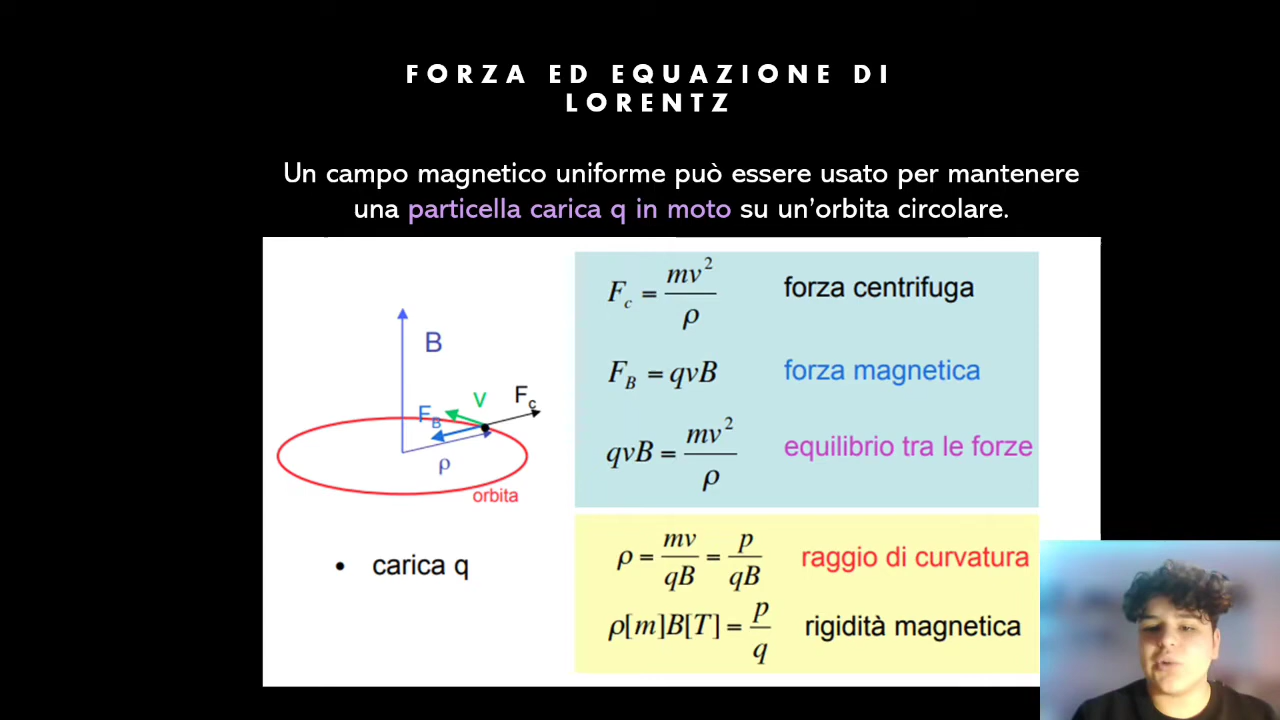 FORZA ED EQUAZIONE DI
LORENTZ
Un campo magnetico uniforme può essere usato per mantenere
una particella carica q in moto su un'orbita circolare.
B
F_B
v
F_c
ρ
orbita
• carica q
F_c = mv²/ρ forza centrifuga
F_B = qvB forza magnetica
qvB = mv²/ρ equilibrio tra le forze
ρ = mv/qB = p/qB raggio di curvatura
ρ[m]B[T] = p/q rigidità magnetica